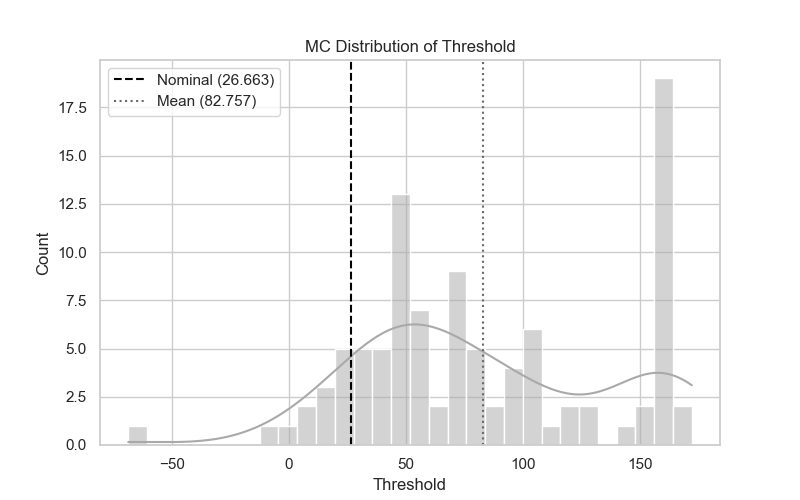 MC Distribution of Threshold
Nominal (26.663)
Mean (82.757)
17.5
15.0
12.5
10.0
7.5
5.0
2.5
0.0
Count
−50
0
50
100
150
Threshold